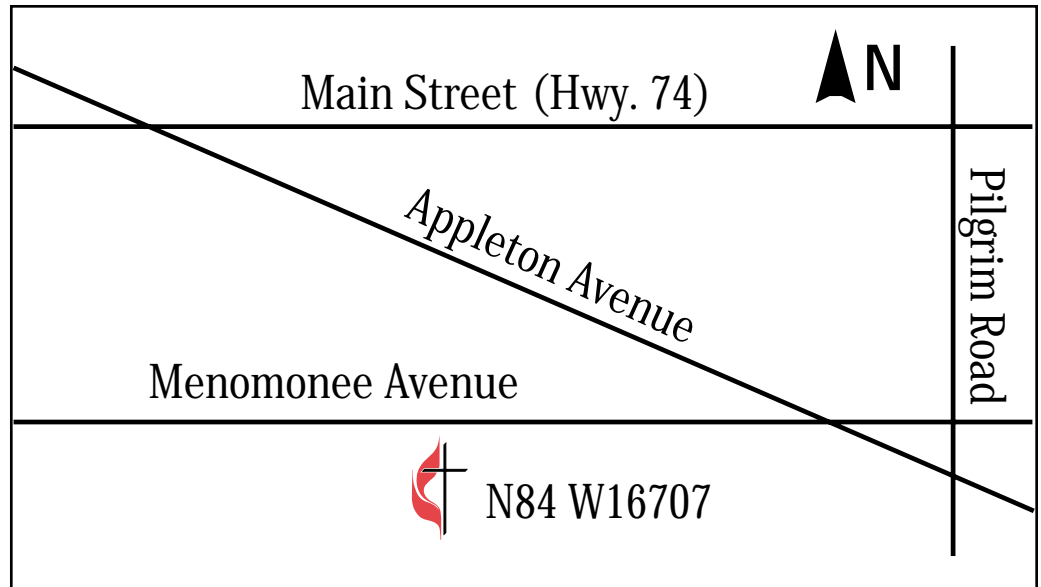 N
Main Street (Hwy. 74)
Pilgrim Road
Appleton Avenue
Menomonee Avenue
N84 W16707